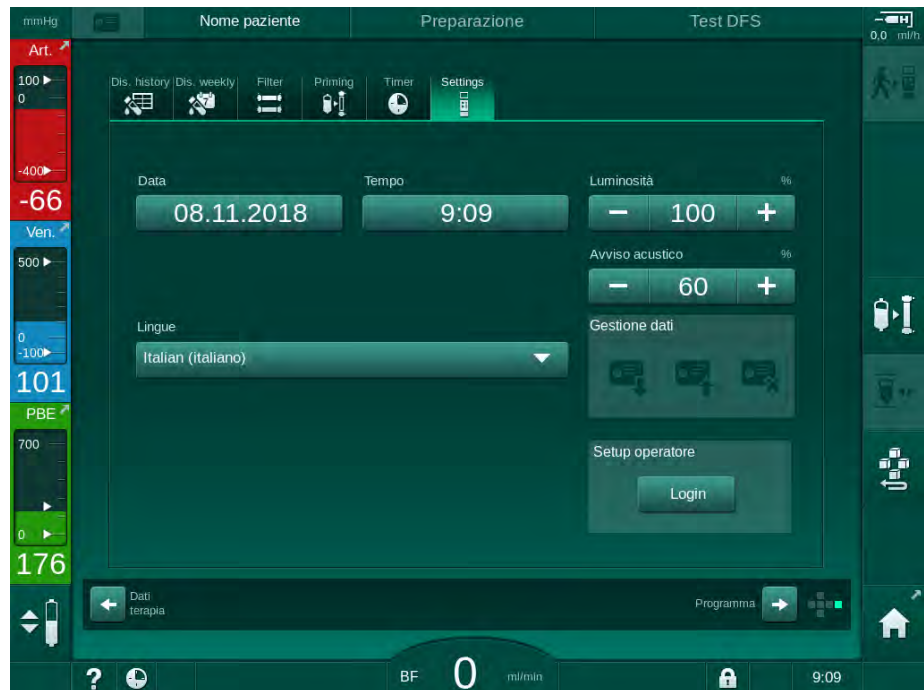 mmHg
Nome paziente
Preparazione
Test DFS
0,0 ml/h
Art.
100
0
-400
-66
Ven.
500
0
-100
101
PBE
700
0
176
Dis. history
Dis. weekly
Filter
Priming
Timer
Settings
7
Data
Tempo
Luminosità
%
08.11.2018
9:09
− 100 +
Avviso acustico
%
− 60 +
Lingue
Italian (italiano)
Gestione dati
Setup operatore
Login
Dati
terapia
Programma
?
BF 0 ml/min
9:09